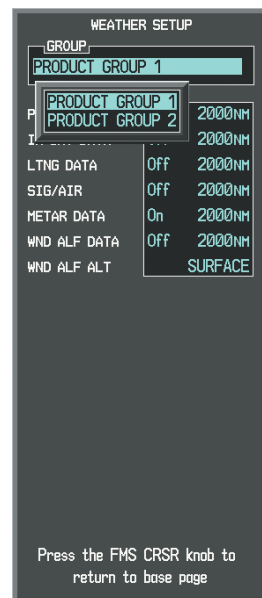 WEATHER SETUP
GROUP
PRODUCT GROUP 1
PRODUCT GROUP 1
PRODUCT GROUP 2
2000NM
2000NM
LTNG DATA Off 2000NM
SIG/AIR Off 2000NM
METAR DATA On 2000NM
WND ALF DATA Off 2000NM
WND ALF ALT SURFACE
Press the FMS CRSR knob to
return to base page